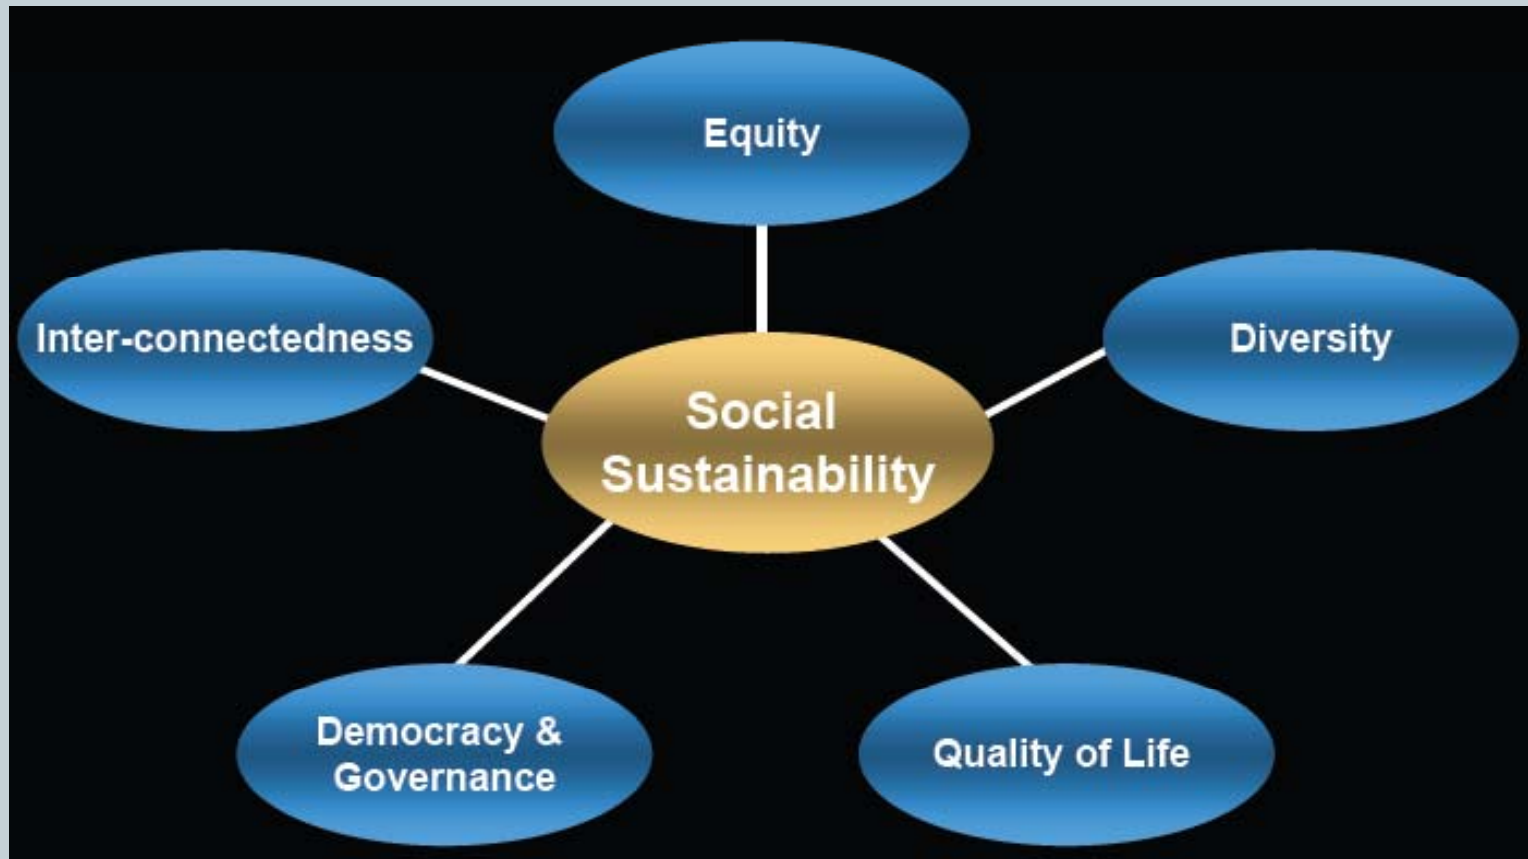 Equity
Inter-connectedness
Diversity
Social
Sustainability
Democracy &
Governance
Quality of Life